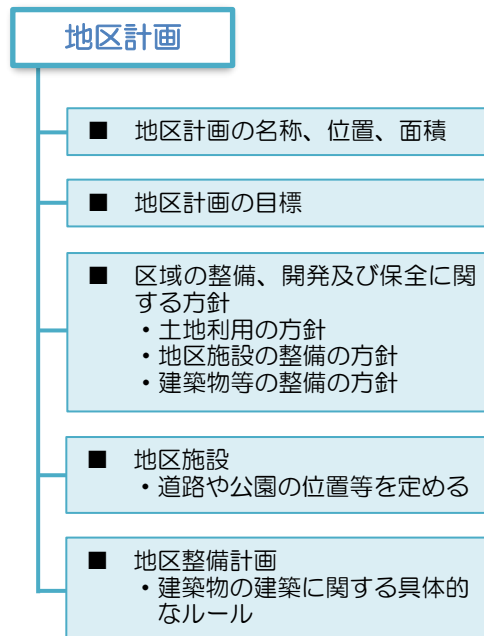 地区計画
■ 地区計画の名称、位置、面積
■ 地区計画の目標
■ 区域の整備、開発及び保全に関
する方針
・土地利用の方針
・地区施設の整備の方針
・建築物等の整備の方針
■ 地区施設
・道路や公園の位置等を定める
■ 地区整備計画
・建築物の建築に関する具体的
なルール